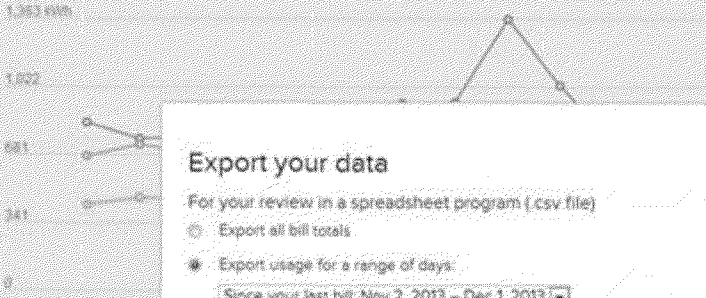 1,363 kWh
1,022
681
341
0
Export your data
For your review in a spreadsheet program (.csv file)
Export all bill totals
Export usage for a range of days:
Since your last bill: Nov 2, 2013 – Dec 1, 2013